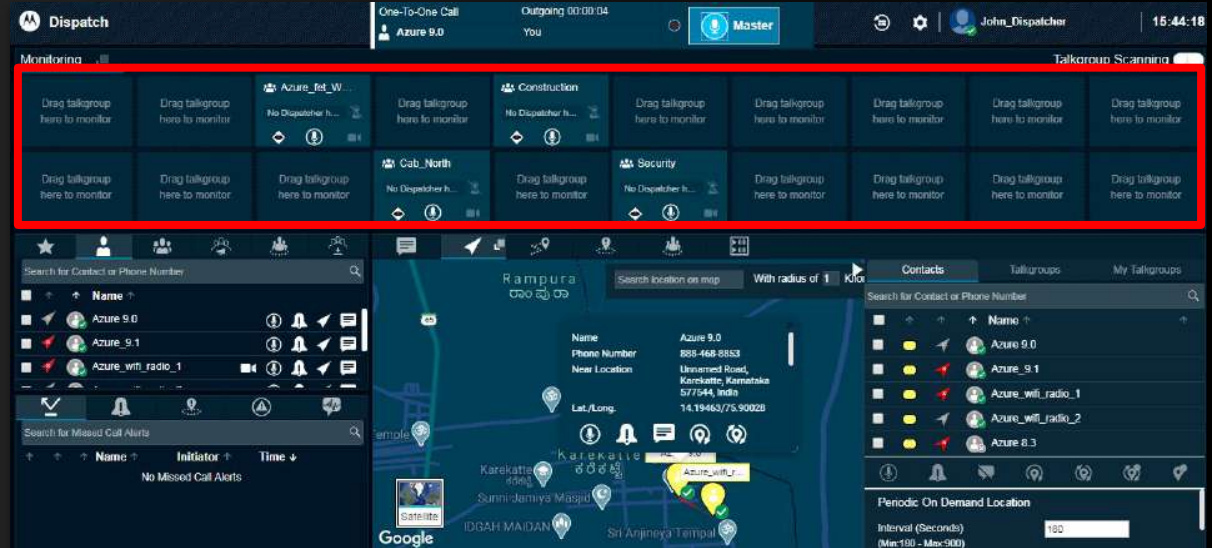 Dispatch
One-To-One Call
Outgoing 00:00:04
Azure 9.0
You
Master
John_Dispatcher
15:44:18
Monitoring
Talkgroup Scanning
Drag talkgroup
here to monitor
Drag talkgroup
here to monitor
Azure_tet_W...
No Dispatcher h...
Drag talkgroup
here to monitor
Construction
No Dispatcher h...
Drag talkgroup
here to monitor
Drag talkgroup
here to monitor
Drag talkgroup
here to monitor
Drag talkgroup
here to monitor
Drag talkgroup
here to monitor
Drag talkgroup
here to monitor
Drag talkgroup
here to monitor
Drag talkgroup
here to monitor
Cab_North
No Dispatcher h...
Drag talkgroup
here to monitor
Security
No Dispatcher h...
Drag talkgroup
here to monitor
Drag talkgroup
here to monitor
Drag talkgroup
here to monitor
Drag talkgroup
here to monitor
Search for Contact or Phone Number
Name
Azure 9.0
Azure_9.1
Azure_wifi_radio_1
Search for Missed Call Alerts
Name Initiator Time
No Missed Call Alerts
Rampura
ರಾಂಪುರಾ
Search location on map
With radius of 1 Kilo
65
Name Azure 9.0
Phone Number 888-468-8853
Near Location Unnamed Road,
Karekatte, Karnataka
577544, India
Lat./Long. 14.19463/75.90028
Temple
Karekatte
ಕರೆಕಟ್ಟೆ
Karekatte
Azure_wifi_r...
Sunni Jamiya Masjid
IDGAH MAIDAN
Sri Anjineya Tempal
Satellite
Google
Contacts
Talkgroups
My Talkgroups
Search for Contact or Phone Number
Name
Azure 9.0
Azure_9.1
Azure_wifi_radio_1
Azure_wifi_radio_2
Azure 8.3
Periodic On Demand Location
Interval (Seconds)
180
(Min:180 - Max:900)